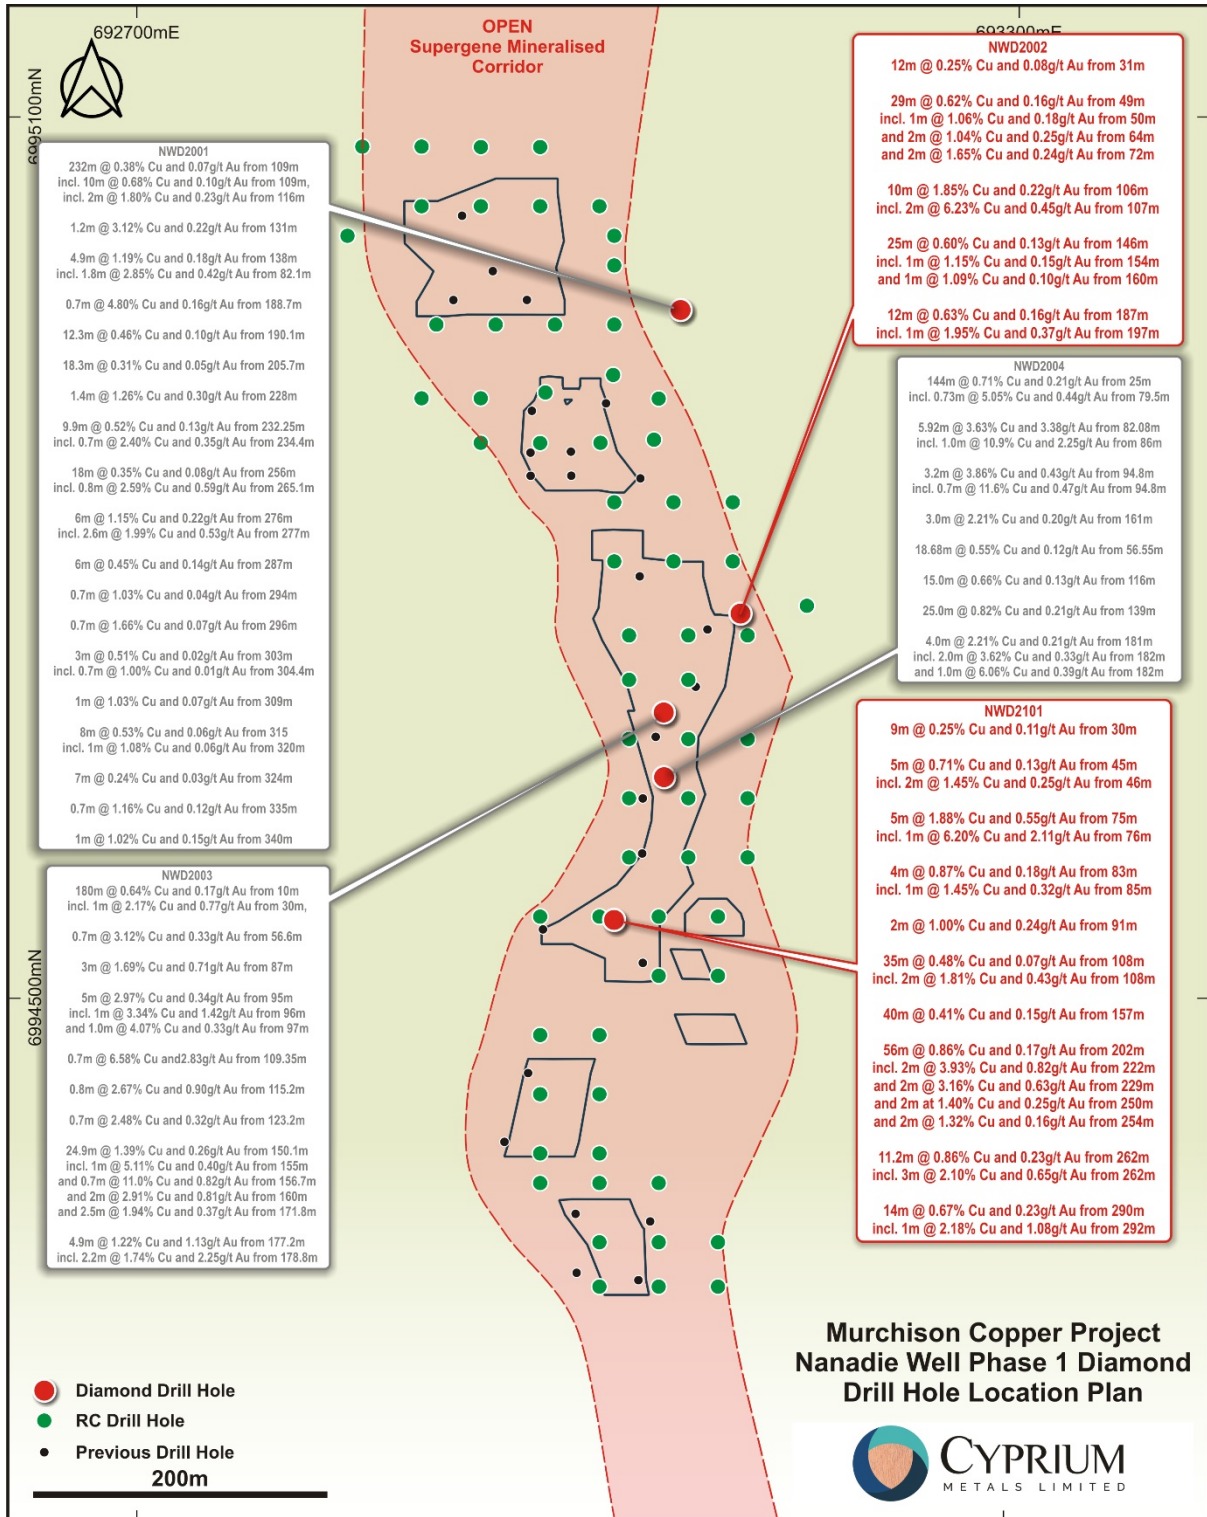 692700mE
693300mE
6995100mN
6994500mN
OPEN
Supergene Mineralised
Corridor
NWD2001
232m @ 0.38% Cu and 0.07g/t Au from 109m
incl. 10m @ 0.68% Cu and 0.10g/t Au from 109m,
incl. 2m @ 1.80% Cu and 0.23g/t Au from 116m
1.2m @ 3.12% Cu and 0.22g/t Au from 131m
4.9m @ 1.19% Cu and 0.18g/t Au from 138m
incl. 1.8m @ 2.85% Cu and 0.42g/t Au from 82.1m
0.7m @ 4.80% Cu and 0.16g/t Au from 188.7m
12.3m @ 0.46% Cu and 0.10g/t Au from 190.1m
18.3m @ 0.31% Cu and 0.05g/t Au from 205.7m
1.4m @ 1.26% Cu and 0.30g/t Au from 228m
9.9m @ 0.52% Cu and 0.13g/t Au from 232.25m
incl. 0.7m @ 2.40% Cu and 0.35g/t Au from 234.4m
18m @ 0.35% Cu and 0.08g/t Au from 256m
incl. 0.8m @ 2.59% Cu and 0.59g/t Au from 265.1m
6m @ 1.15% Cu and 0.22g/t Au from 276m
incl. 2.6m @ 1.99% Cu and 0.53g/t Au from 277m
6m @ 0.45% Cu and 0.14g/t Au from 287m
0.7m @ 1.03% Cu and 0.04g/t Au from 294m
0.7m @ 1.66% Cu and 0.07g/t Au from 296m
3m @ 0.51% Cu and 0.02g/t Au from 303m
incl. 0.7m @ 1.00% Cu and 0.01g/t Au from 304.4m
1m @ 1.03% Cu and 0.07g/t Au from 309m
8m @ 0.53% Cu and 0.06g/t Au from 315
incl. 1m @ 1.08% Cu and 0.06g/t Au from 320m
7m @ 0.24% Cu and 0.03g/t Au from 324m
0.7m @ 1.16% Cu and 0.12g/t Au from 335m
1m @ 1.02% Cu and 0.15g/t Au from 340m
NWD2003
180m @ 0.64% Cu and 0.17g/t Au from 10m
incl. 1m @ 2.17% Cu and 0.77g/t Au from 30m,
0.7m @ 3.12% Cu and 0.33g/t Au from 56.6m
3m @ 1.69% Cu and 0.71g/t Au from 87m
5m @ 2.97% Cu and 0.34g/t Au from 95m
incl. 1m @ 3.34% Cu and 1.42g/t Au from 96m
and 1.0m @ 4.07% Cu and 0.33g/t Au from 97m
0.7m @ 6.58% Cu and2.83g/t Au from 109.35m
0.8m @ 2.67% Cu and 0.90g/t Au from 115.2m
0.7m @ 2.48% Cu and 0.32g/t Au from 123.2m
24.9m @ 1.39% Cu and 0.26g/t Au from 150.1m
incl. 1m @ 5.11% Cu and 0.40g/t Au from 155m
and 0.7m @ 11.0% Cu and 0.82g/t Au from 156.7m
and 2m @ 2.91% Cu and 0.81g/t Au from 160m
and 2.5m @ 1.94% Cu and 0.37g/t Au from 171.8m
4.9m @ 1.22% Cu and 1.13g/t Au from 177.2m
incl. 2.2m @ 1.74% Cu and 2.25g/t Au from 178.8m
NWD2002
12m @ 0.25% Cu and 0.08g/t Au from 31m
29m @ 0.62% Cu and 0.16g/t Au from 49m
incl. 1m @ 1.06% Cu and 0.18g/t Au from 50m
and 2m @ 1.04% Cu and 0.25g/t Au from 64m
and 2m @ 1.65% Cu and 0.24g/t Au from 72m
10m @ 1.85% Cu and 0.22g/t Au from 106m
incl. 2m @ 6.23% Cu and 0.45g/t Au from 107m
25m @ 0.60% Cu and 0.13g/t Au from 146m
incl. 1m @ 1.15% Cu and 0.15g/t Au from 154m
and 1m @ 1.09% Cu and 0.10g/t Au from 160m
12m @ 0.63% Cu and 0.16g/t Au from 187m
incl. 1m @ 1.95% Cu and 0.37g/t Au from 197m
NWD2004
144m @ 0.71% Cu and 0.21g/t Au from 25m
incl. 0.73m @ 5.05% Cu and 0.44g/t Au from 79.5m
5.92m @ 3.63% Cu and 3.38g/t Au from 82.08m
incl. 1.0m @ 10.9% Cu and 2.25g/t Au from 86m
3.2m @ 3.86% Cu and 0.43g/t Au from 94.8m
incl. 0.7m @ 11.6% Cu and 0.47g/t Au from 94.8m
3.0m @ 2.21% Cu and 0.20g/t Au from 161m
18.68m @ 0.55% Cu and 0.12g/t Au from 56.55m
15.0m @ 0.66% Cu and 0.13g/t Au from 116m
25.0m @ 0.82% Cu and 0.21g/t Au from 139m
4.0m @ 2.21% Cu and 0.21g/t Au from 181m
incl. 2.0m @ 3.62% Cu and 0.33g/t Au from 182m
and 1.0m @ 6.06% Cu and 0.39g/t Au from 182m
NWD2101
9m @ 0.25% Cu and 0.11g/t Au from 30m
5m @ 0.71% Cu and 0.13g/t Au from 45m
incl. 2m @ 1.45% Cu and 0.25g/t Au from 46m
5m @ 1.88% Cu and 0.55g/t Au from 75m
incl. 1m @ 6.20% Cu and 2.11g/t Au from 76m
4m @ 0.87% Cu and 0.18g/t Au from 83m
incl. 1m @ 1.45% Cu and 0.32g/t Au from 85m
2m @ 1.00% Cu and 0.24g/t Au from 91m
35m @ 0.48% Cu and 0.07g/t Au from 108m
incl. 2m @ 1.81% Cu and 0.43g/t Au from 108m
40m @ 0.41% Cu and 0.15g/t Au from 157m
56m @ 0.86% Cu and 0.17g/t Au from 202m
incl. 2m @ 3.93% Cu and 0.82g/t Au from 222m
and 2m @ 3.16% Cu and 0.63g/t Au from 229m
and 2m at 1.40% Cu and 0.25g/t Au from 250m
and 2m @ 1.32% Cu and 0.16g/t Au from 254m
11.2m @ 0.86% Cu and 0.23g/t Au from 262m
incl. 3m @ 2.10% Cu and 0.65g/t Au from 262m
14m @ 0.67% Cu and 0.23g/t Au from 290m
incl. 1m @ 2.18% Cu and 1.08g/t Au from 292m
Diamond Drill Hole
RC Drill Hole
Previous Drill Hole
200m
Murchison Copper Project
Nanadie Well Phase 1 Diamond
Drill Hole Location Plan
CYPRIUM
METALS LIMITED